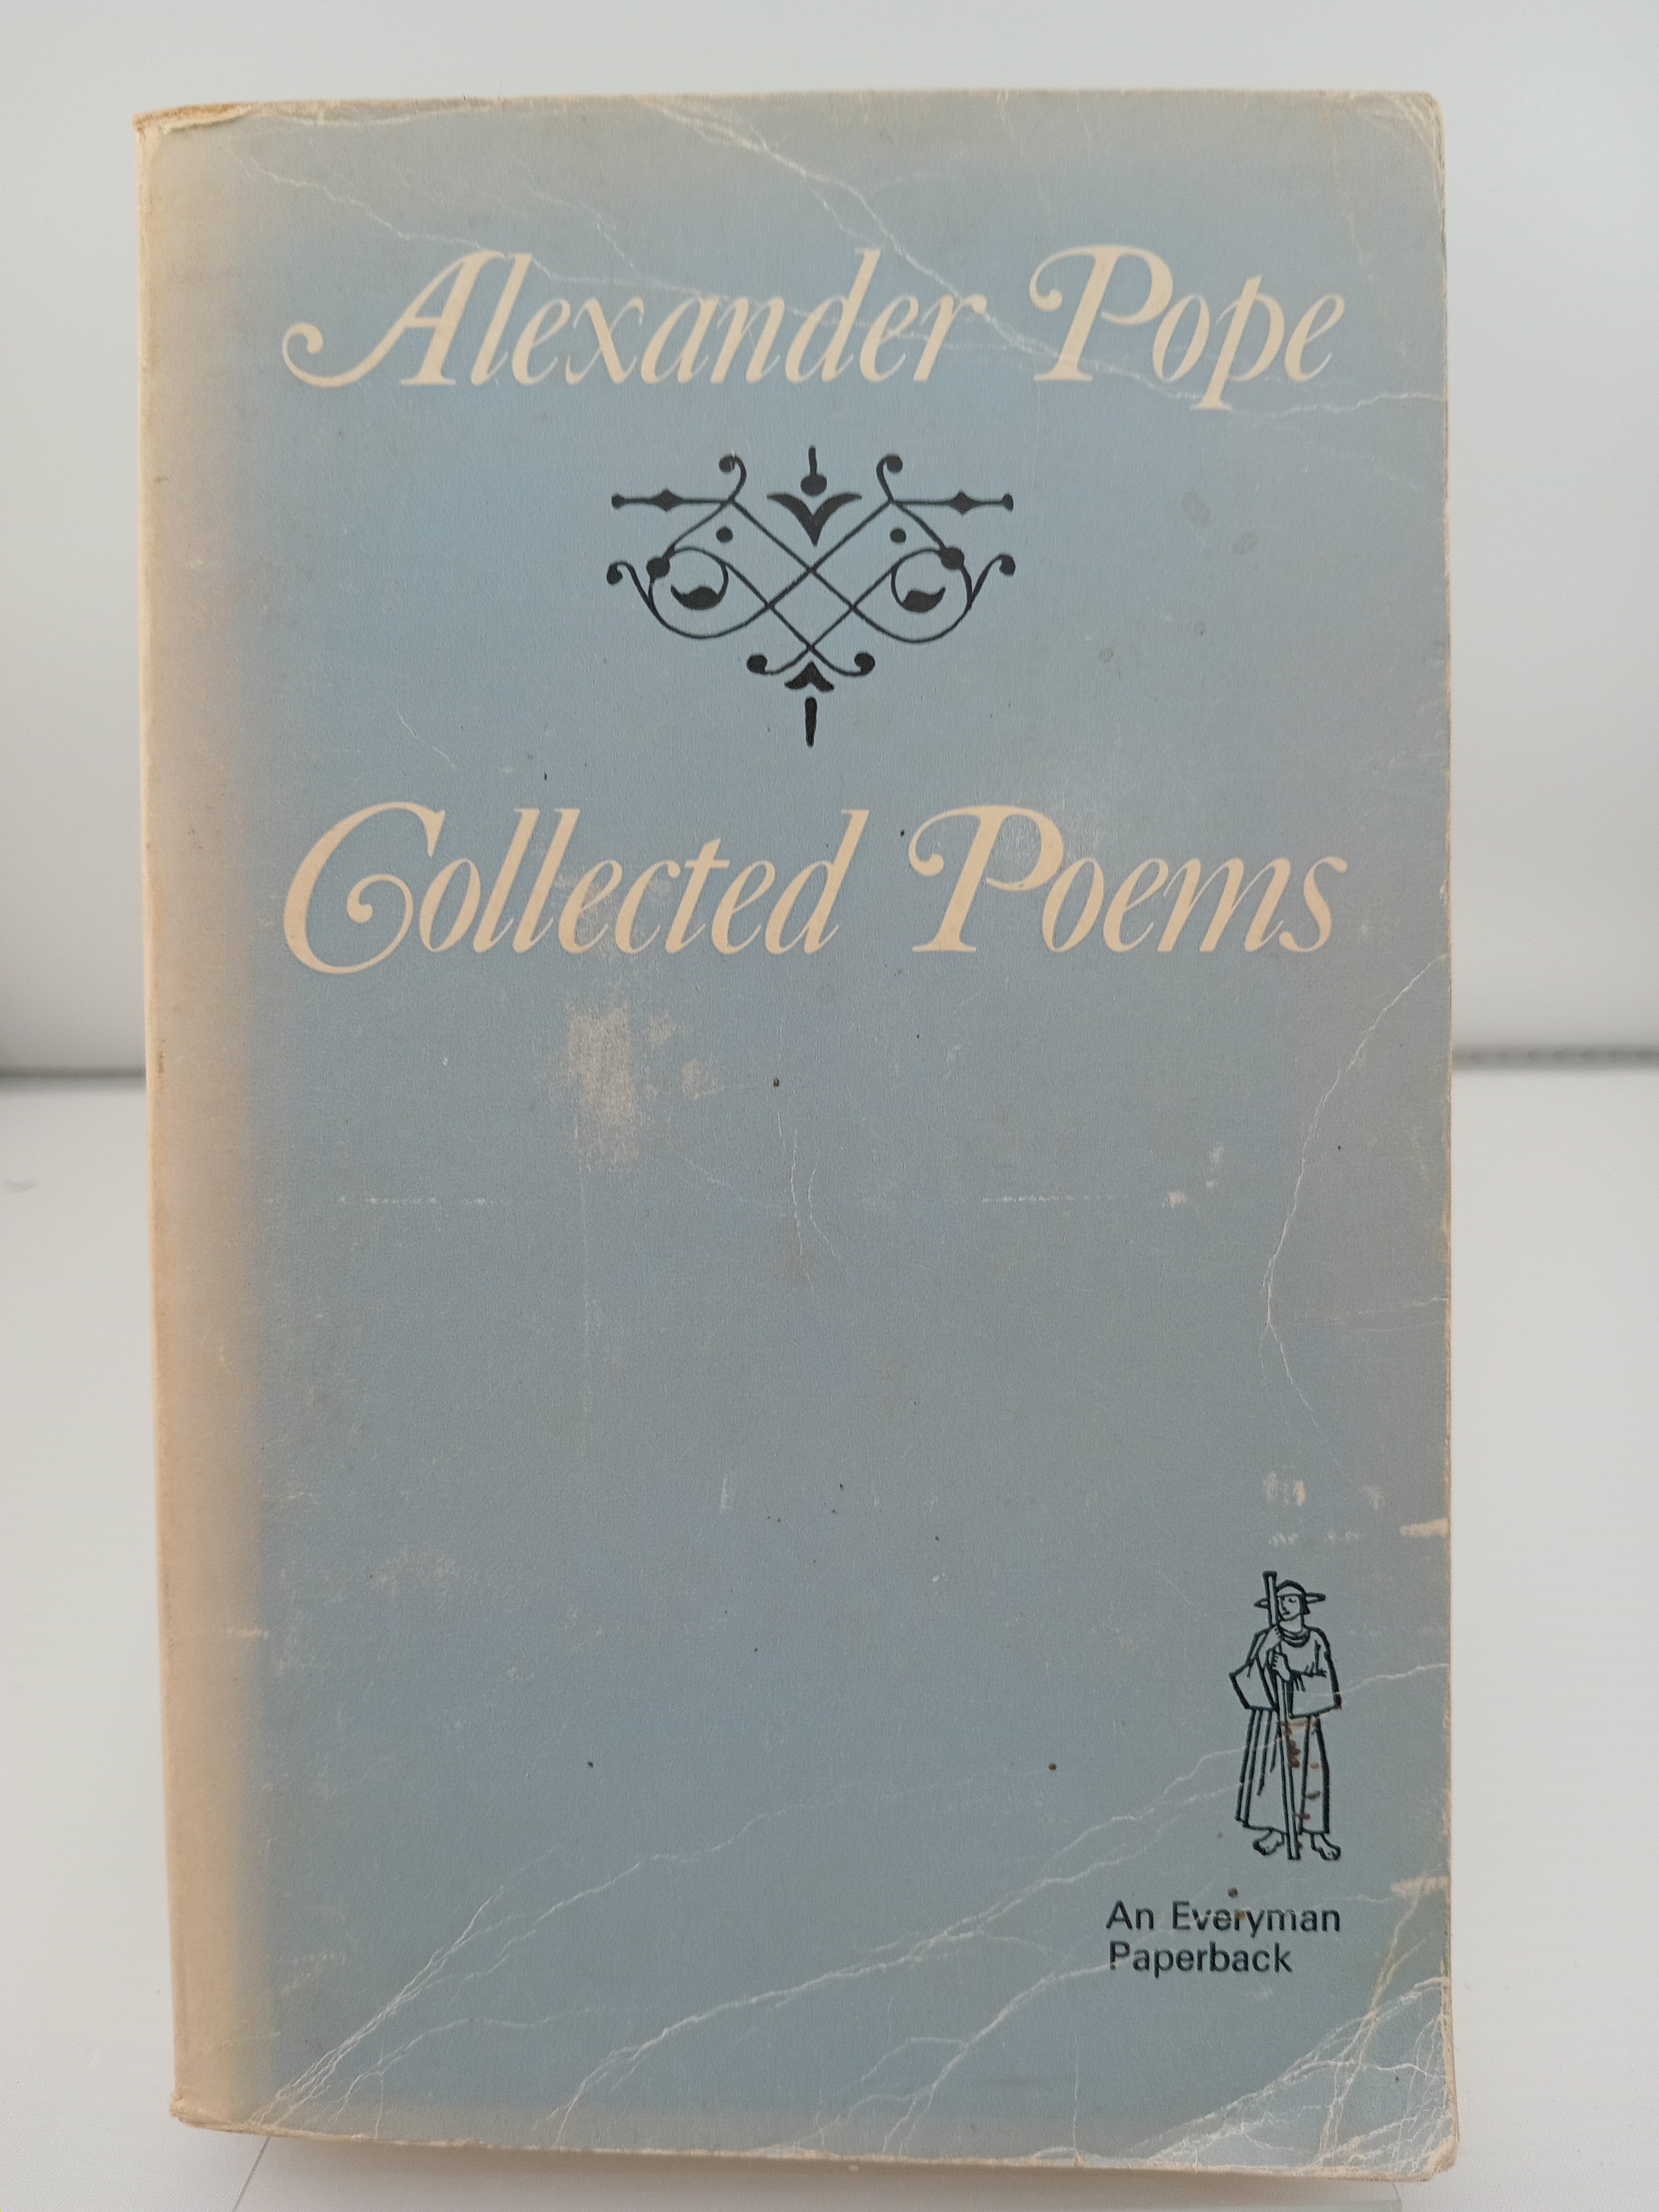 Alexander Pope
Collected Poems
An Everyman
Paperback